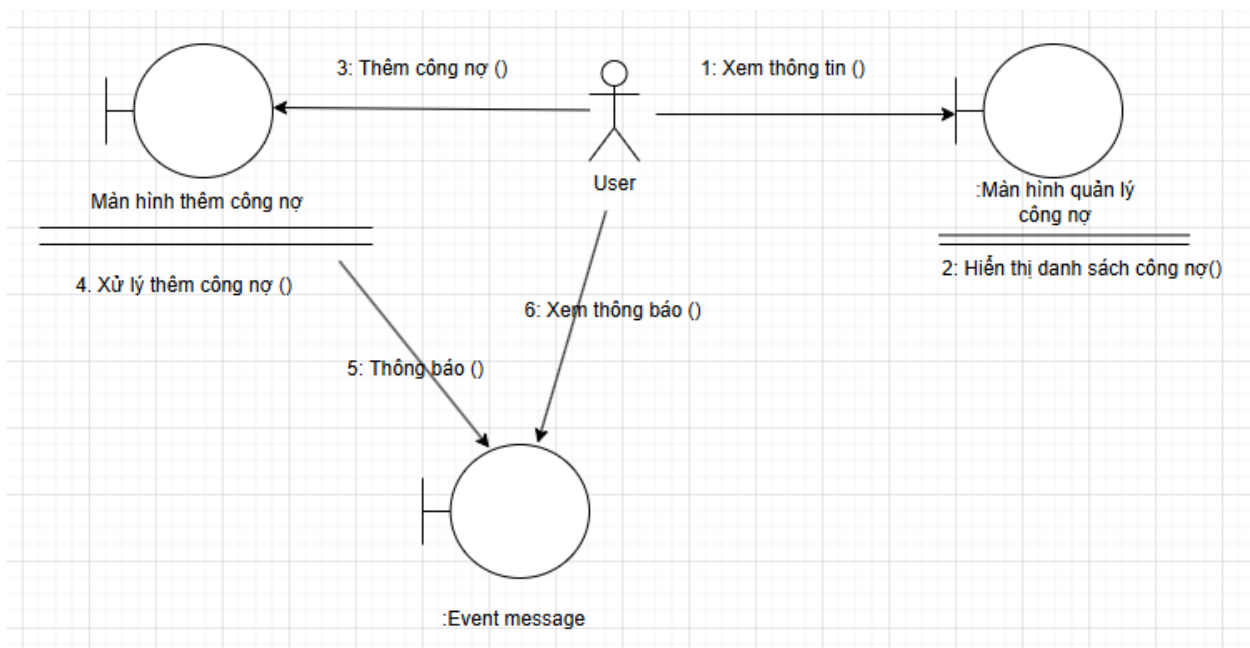 3: Thêm công nợ ()
1: Xem thông tin ()
User
Màn hình thêm công nợ
:Màn hình quản lý
công nợ
4. Xử lý thêm công nợ ()
2: Hiển thị danh sách công nợ()
6: Xem thông báo ()
5: Thông báo ()
:Event message